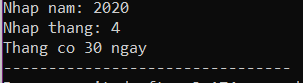 Nhap nam: 2020
Nhap thang: 4
Thang co 30 ngay
--------------------------------